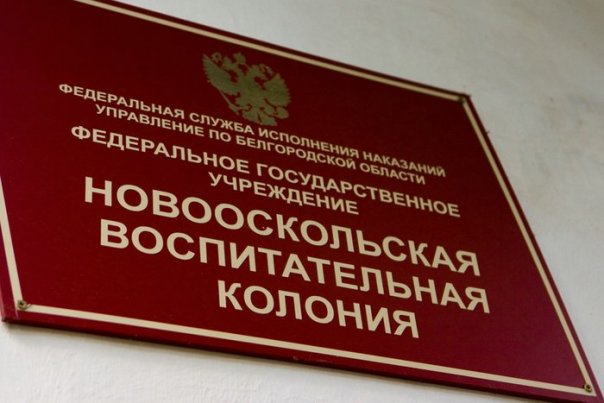 ФЕДЕРАЛЬНАЯ СЛУЖБА ИСПОЛНЕНИЯ НАКАЗАНИЙ
УПРАВЛЕНИЕ ПО БЕЛГОРОДСКОЙ ОБЛАСТИ
ФЕДЕРАЛЬНОЕ ГОСУДАРСТВЕННОЕ
УЧРЕЖДЕНИЕ
НОВООСКОЛЬСКАЯ
ВОСПИТАТЕЛЬНАЯ
КОЛОНИЯ